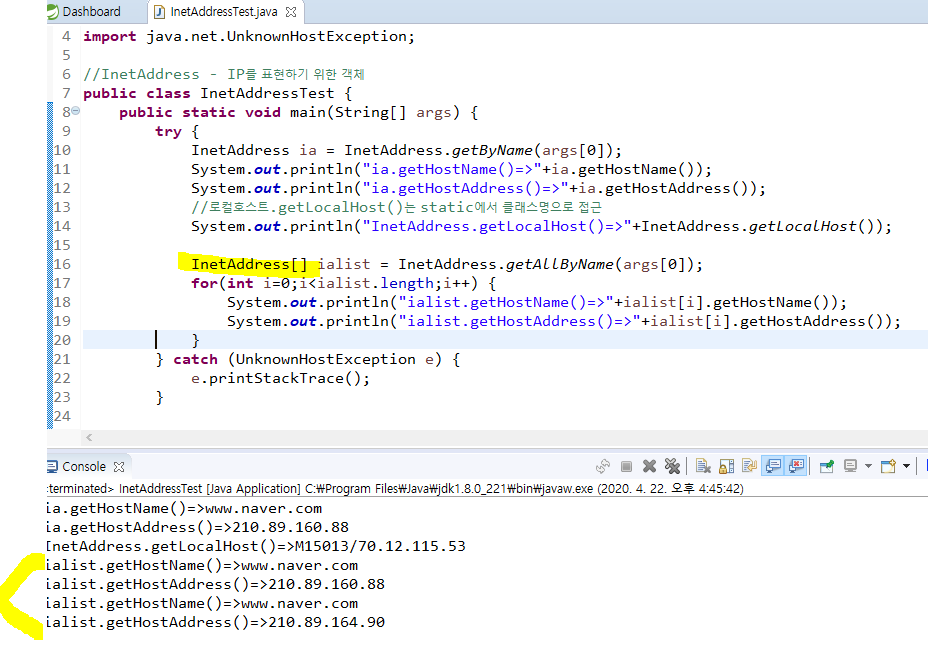 Dashboard InetAddressTest.java
4 import java.net.UnknownHostException;
5
6 //InetAddress - IP를 표현하기 위한 객체
7 public class InetAddressTest {
8 public static void main(String[] args) {
9 try {
10 InetAddress ia = InetAddress.getByName(args[0]);
11 System.out.println("ia.getHostName()=>"+ia.getHostName());
12 System.out.println("ia.getHostAddress()=>"+ia.getHostAddress());
13 //로컬호스트.getLocalHost()는 static에서 클래스명으로 접근
14 System.out.println("InetAddress.getLocalHost()=>"+InetAddress.getLocalHost());
15
16 InetAddress[] ialist = InetAddress.getAllByName(args[0]);
17 for(int i=0;i<ialist.length;i++) {
18 System.out.println("ialist.getHostName()=>"+ialist[i].getHostName());
19 System.out.println("ialist.getHostAddress()=>"+ialist[i].getHostAddress());
20 }
21 } catch (UnknownHostException e) {
22 e.printStackTrace();
23 }
24
Console
:terminated> InetAddressTest [Java Application] C:₩Program Files₩Java₩jdk1.8.0_221₩bin₩javaw.exe (2020. 4. 22. 오후 4:45:42)
ia.getHostName()=>www.naver.com
ia.getHostAddress()=>210.89.160.88
InetAddress.getLocalHost()=>M15013/70.12.115.53
ialist.getHostName()=>www.naver.com
ialist.getHostAddress()=>210.89.160.88
ialist.getHostName()=>www.naver.com
ialist.getHostAddress()=>210.89.164.90